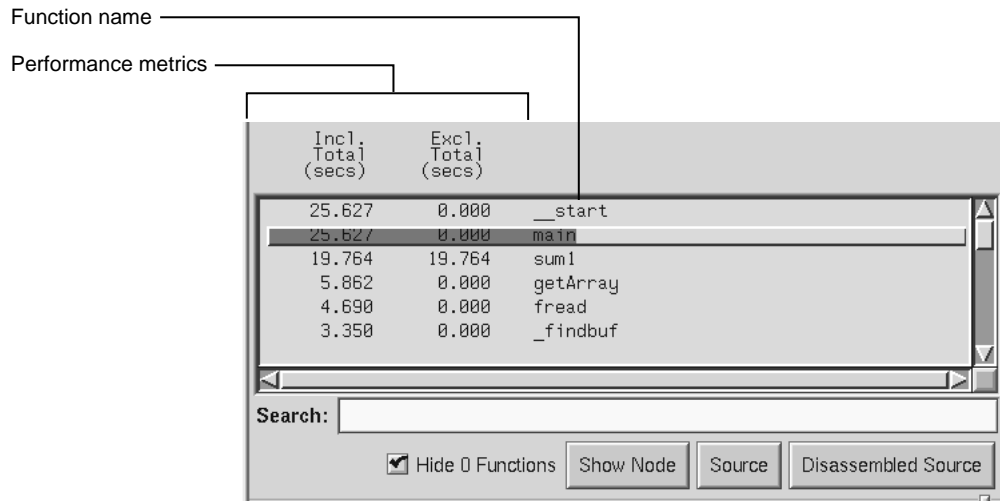 Function name
Performance metrics
Incl. Excl.
Total Total
(secs) (secs)
25.627 0.000 __start
25.627 0.000 main
19.764 19.764 sum1
5.862 0.000 getArray
4.690 0.000 fread
3.350 0.000 _findbuf
Search:
Hide 0 Functions Show Node Source Disassembled Source